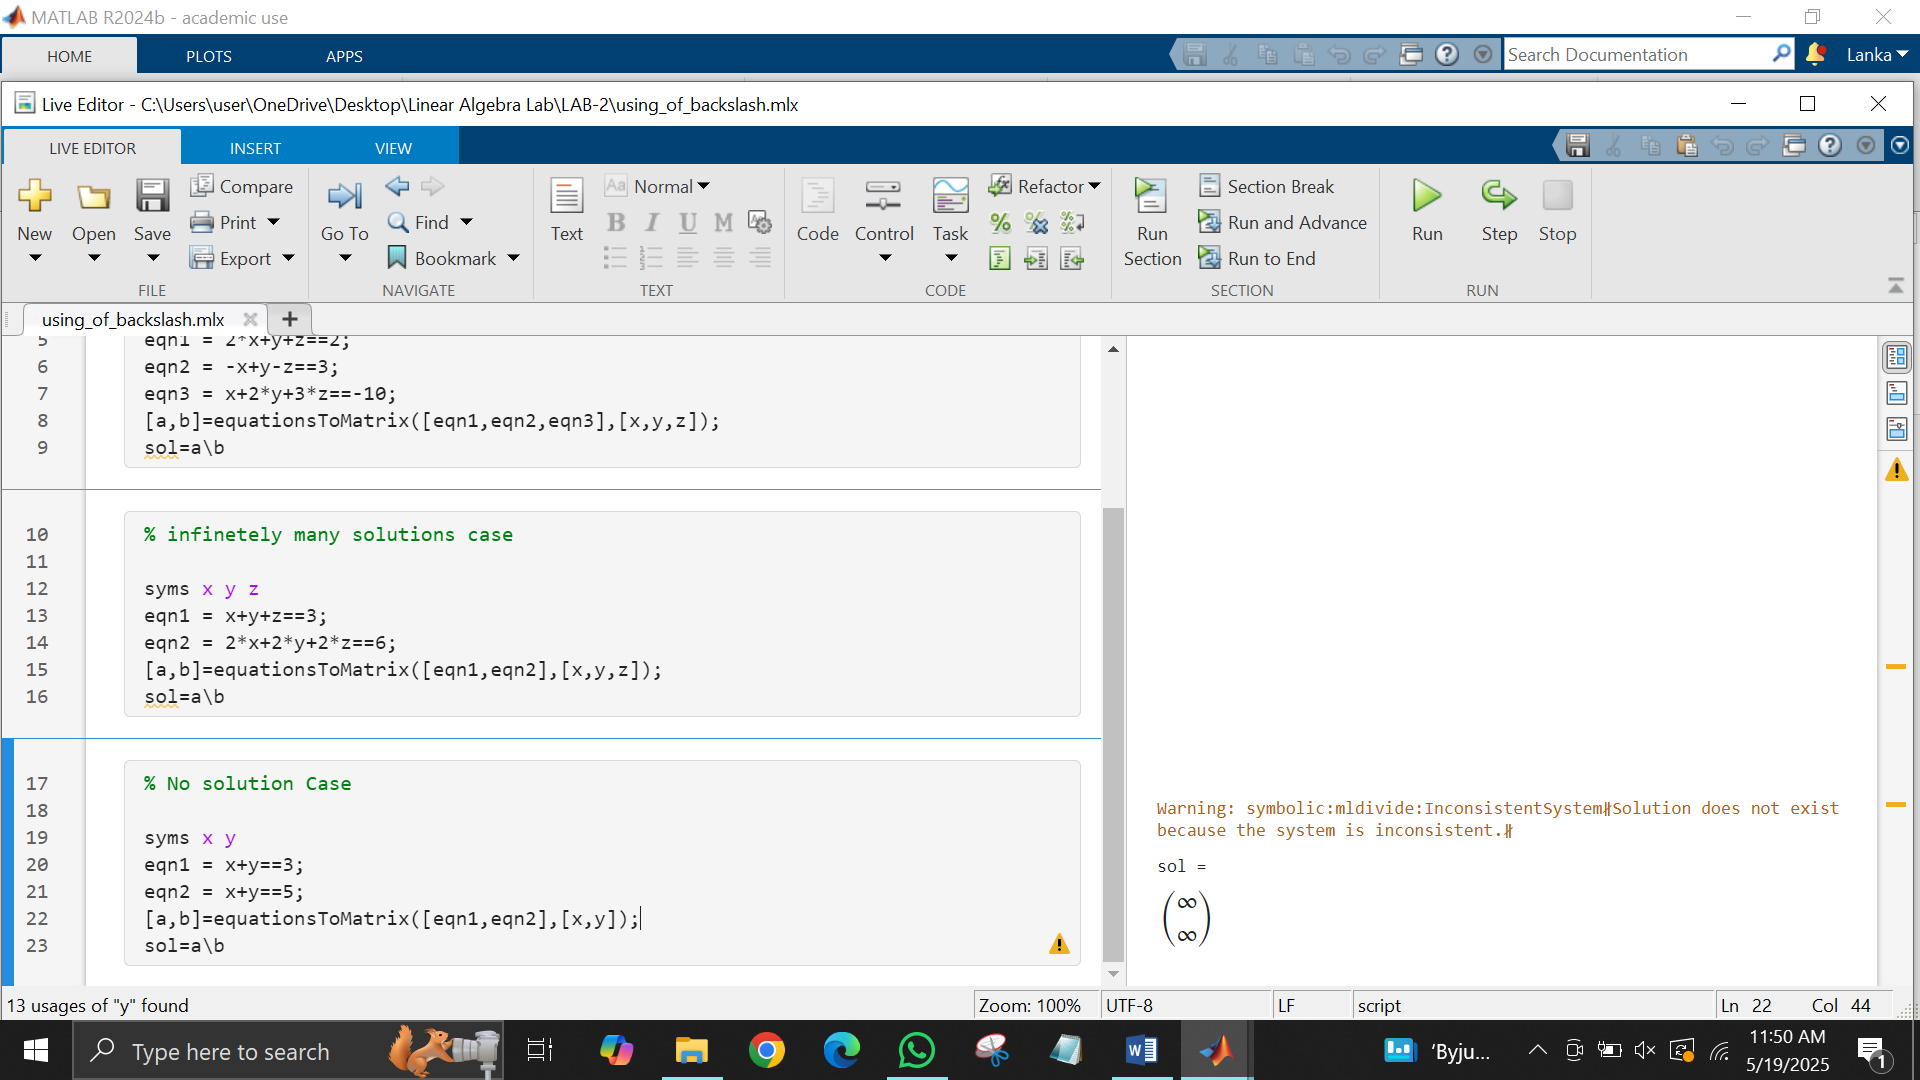 MATLAB R2024b - academic use
HOME
PLOTS
APPS
Search Documentation
Lanka
Live Editor - C:\Users\user\OneDrive\Desktop\Linear Algebra Lab\LAB-2\using_of_backslash.mlx
LIVE EDITOR
INSERT
VIEW
New
Open
Save
Compare
Print
Export
FILE
Go To
Find
Bookmark
NAVIGATE
Text
Aa Normal
B I U M
TEXT
Code
Control
Task
Refactor
CODE
Run Section
Section Break
Run and Advance
Run to End
SECTION
Run
Step
Stop
RUN
using_of_backslash.mlx
5 eqn1 = 2*x+y+z==2;
6 eqn2 = -x+y-z==3;
7 eqn3 = x+2*y+3*z==-10;
8 [a,b]=equationsToMatrix([eqn1,eqn2,eqn3],[x,y,z]);
9 sol=a\b
10 % infinetely many solutions case
11
12 syms x y z
13 eqn1 = x+y+z==3;
14 eqn2 = 2*x+2*y+2*z==6;
15 [a,b]=equationsToMatrix([eqn1,eqn2],[x,y,z]);
16 sol=a\b
17 % No solution Case
18
19 syms x y
20 eqn1 = x+y==3;
21 eqn2 = x+y==5;
22 [a,b]=equationsToMatrix([eqn1,eqn2],[x,y]);
23 sol=a\b
Warning: symbolic:mldivide:InconsistentSystem∦Solution does not exist
because the system is inconsistent.∦
sol =
∞
∞
13 usages of "y" found
Zoom: 100%
UTF-8
LF
script
Ln 22 Col 44
Type here to search
'Byju...
11:50 AM
5/19/2025
1